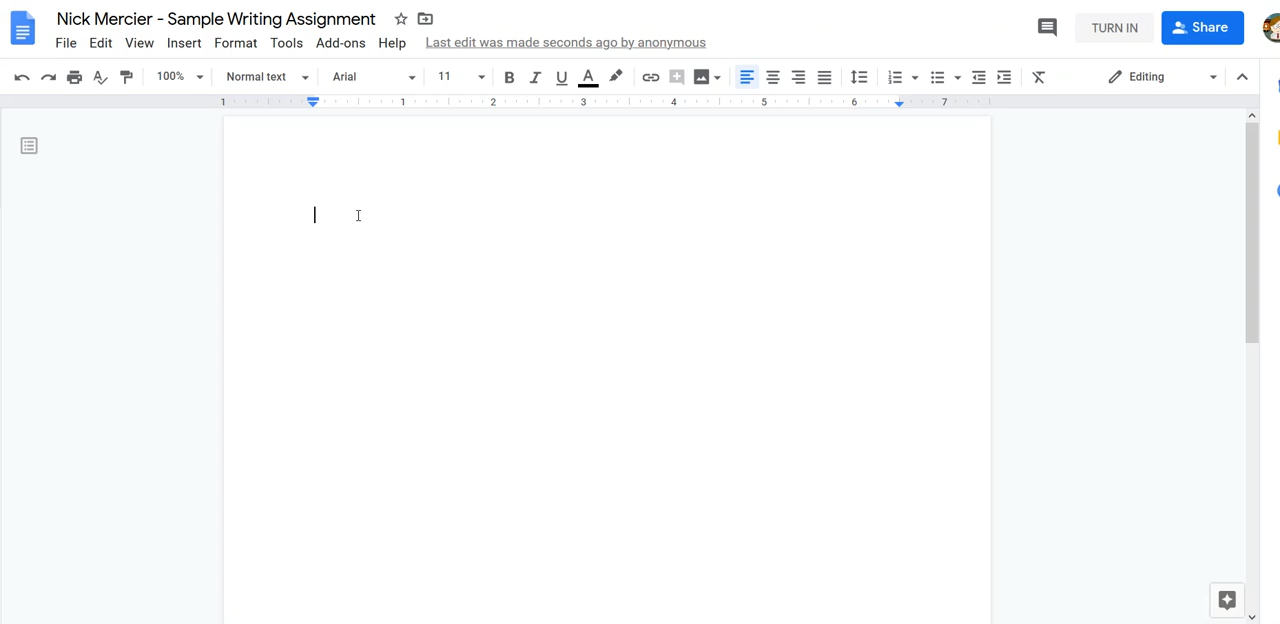 Nick Mercier - Sample Writing Assignment
TURN IN
Share
File Edit View Insert Format Tools Add-ons Help Last edit was made seconds ago by anonymous
100% Normal text Arial 11 Editing
1 1 2 3 4 5 6 7